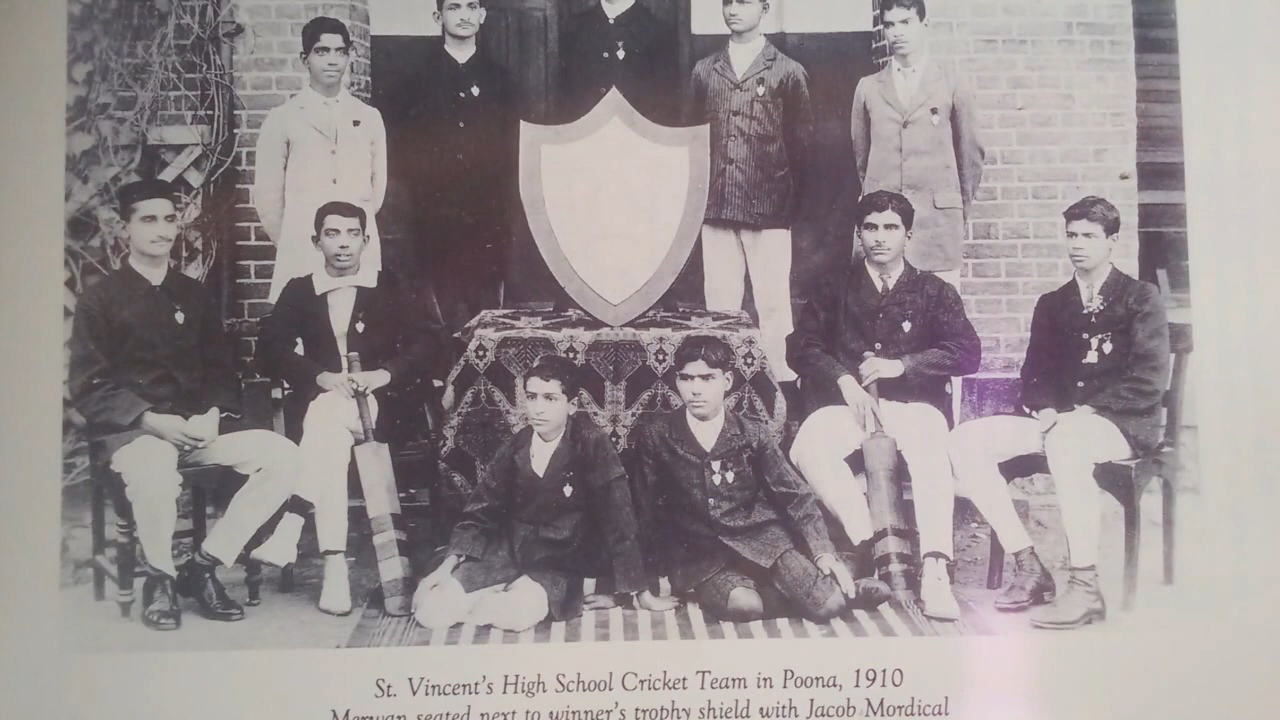 St. Vincent's High School Cricket Team in Poona, 1910
Merwan seated next to winner's trophy shield with Jacob Mordical